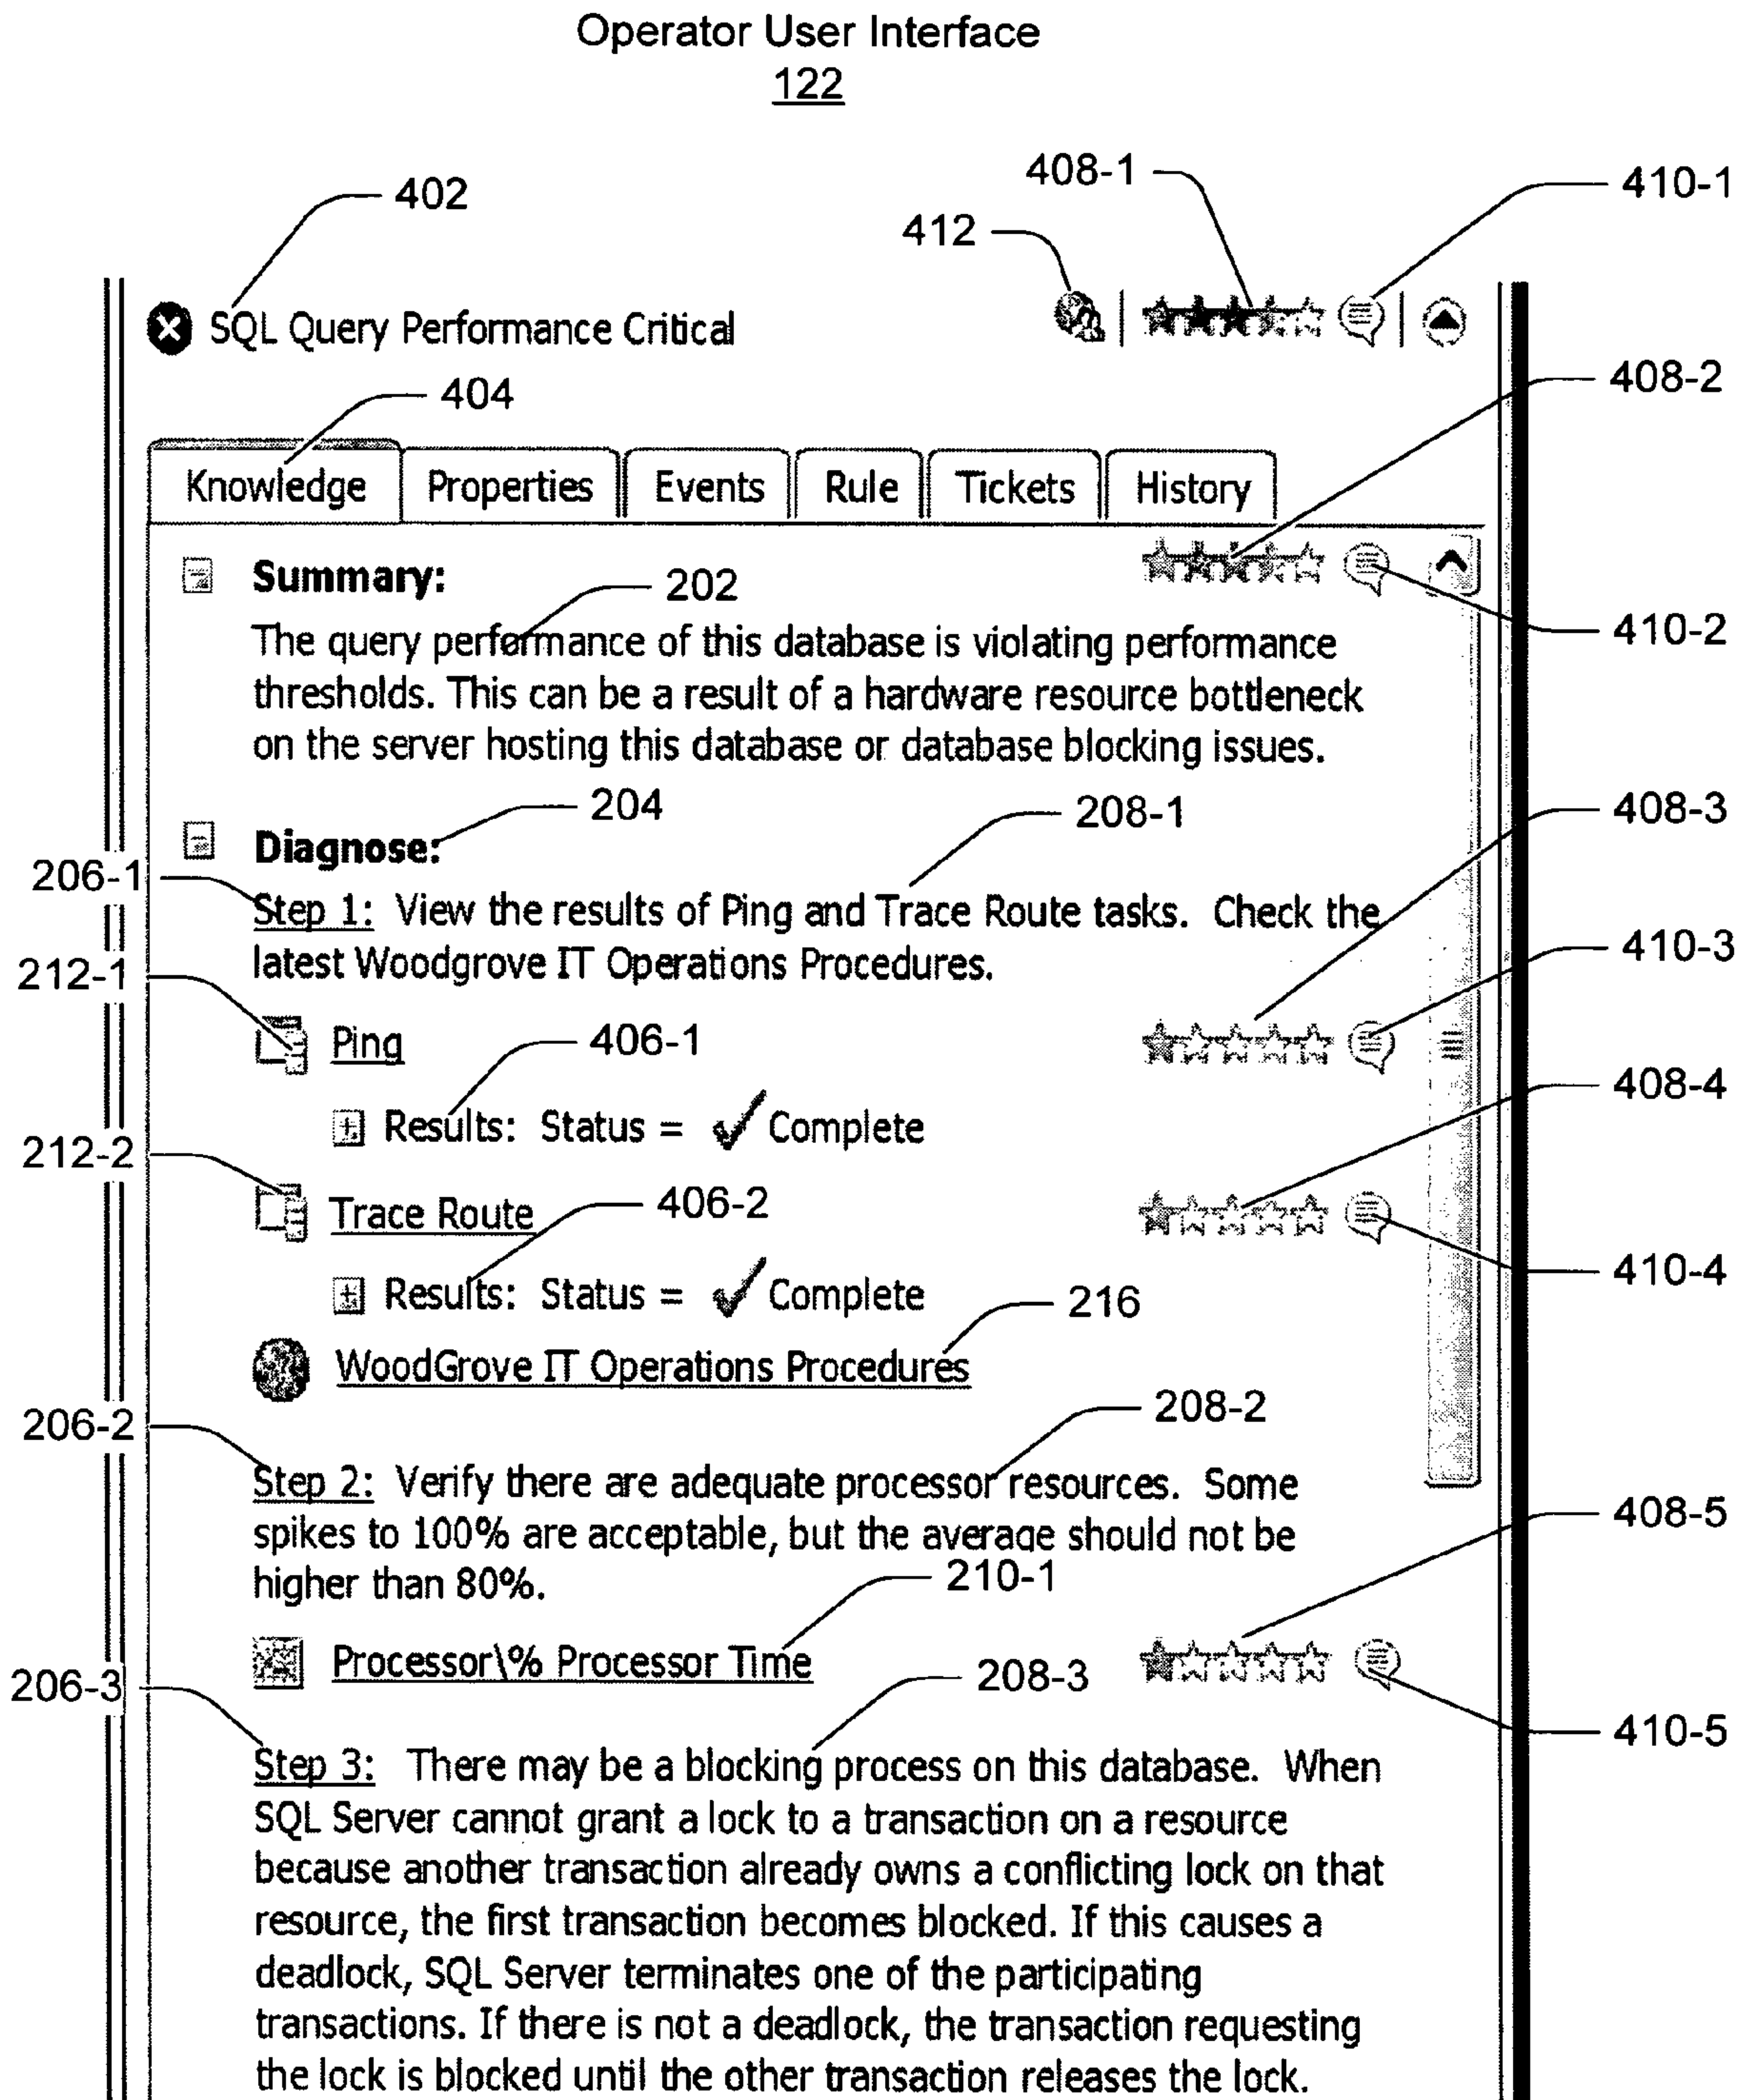 Operator User Interface
122
402
408-1
410-1
412
SQL Query Performance Critical
408-2
404
Knowledge Properties Events Rule Tickets History
Summary:
202
410-2
The query performance of this database is violating performance
thresholds. This can be a result of a hardware resource bottleneck
on the server hosting this database or database blocking issues.
204
208-1
408-3
Diagnose:
206-1
Step 1: View the results of Ping and Trace Route tasks. Check the
latest Woodgrove IT Operations Procedures.
410-3
212-1
Ping
406-1
408-4
Results: Status = Complete
212-2
Trace Route
406-2
410-4
Results: Status = Complete
216
WoodGrove IT Operations Procedures
208-2
206-2
Step 2: Verify there are adequate processor resources. Some
spikes to 100% are acceptable, but the average should not be
higher than 80%.
408-5
210-1
Processor\% Processor Time
208-3
206-3
410-5
Step 3: There may be a blocking process on this database. When
SQL Server cannot grant a lock to a transaction on a resource
because another transaction already owns a conflicting lock on that
resource, the first transaction becomes blocked. If this causes a
deadlock, SQL Server terminates one of the participating
transactions. If there is not a deadlock, the transaction requesting
the lock is blocked until the other transaction releases the lock.